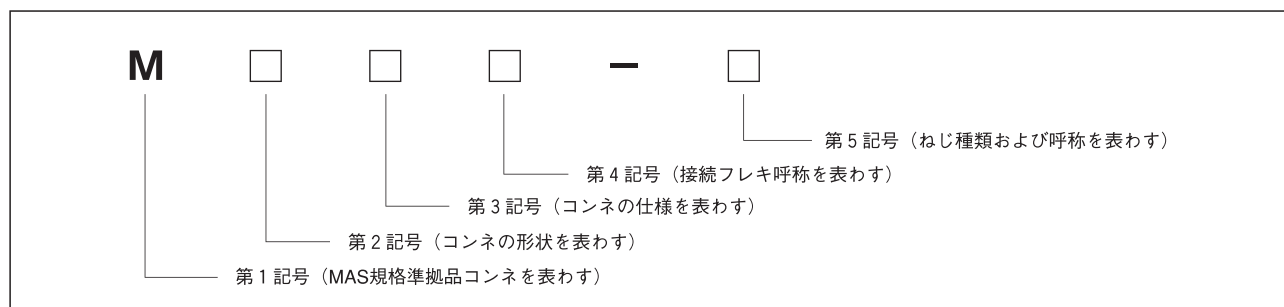 M □ □ □ － □
第５記号（ねじ種類および呼称を表わす）
第４記号（接続フレキ呼称を表わす）
第３記号（コンネの仕様を表わす）
第２記号（コンネの形状を表わす）
第１記号（MAS規格準拠品コンネを表わす）